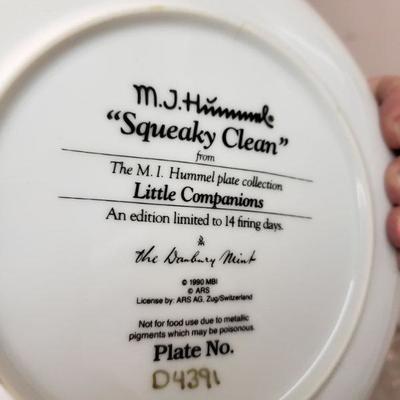 M.J.Hummel®
"Squeaky Clean"
from
The M. I. Hummel plate collection
Little Companions
An edition limited to 14 firing days.
the Danbury Mint
© 1990 MBI
© ARS
License by: ARS AG, Zug/Switzerland
Not for food use due to metallic
pigments which may be poisonous.
Plate No.
D4391